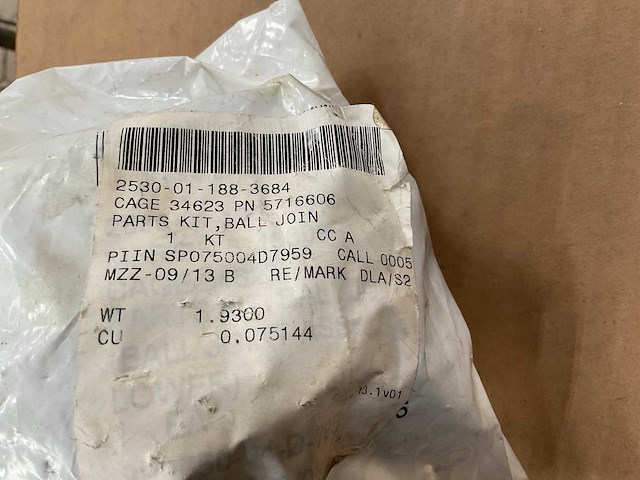 2530-01-188-3684
CAGE 34623 PN 5716606
PARTS KIT, BALL JOIN
1 KT CC A
PIIN SP075004D7959 CALL 0005
MZZ-09/13 B RE/MARK DLA/S2
WT 1.9300
CU 0.075144